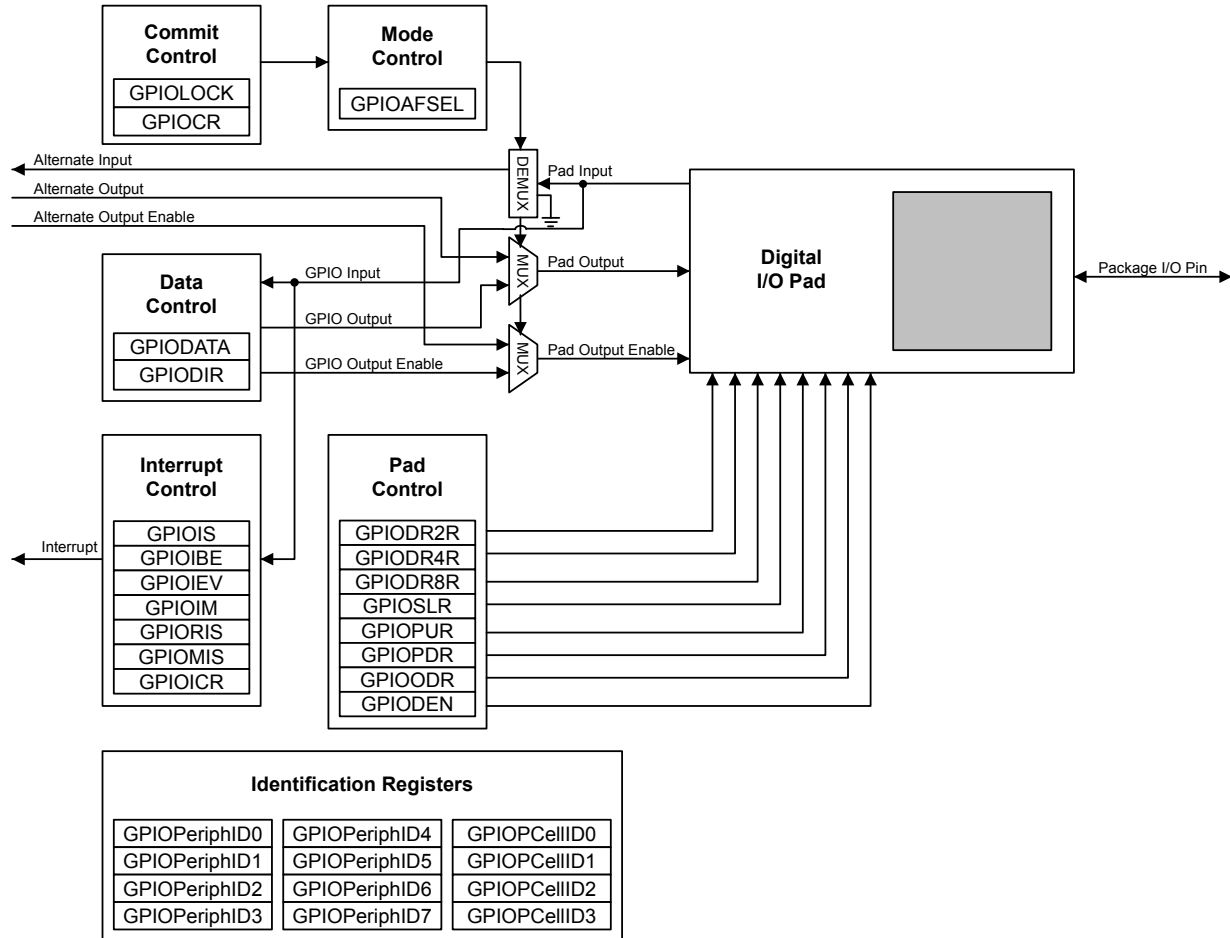 Commit
Control
GPIOLOCK
GPIOCR
Mode
Control
GPIOAFSEL
Alternate Input
Alternate Output
Alternate Output Enable
DEMUX
Pad Input
MUX
Pad Output
MUX
Pad Output Enable
Digital
I/O Pad
Package I/O Pin
Data
Control
GPIODATA
GPIODIR
GPIO Input
GPIO Output
GPIO Output Enable
Interrupt
Control
GPIOIS
GPIOIBE
GPIOIEV
GPIOIM
GPIORIS
GPIOMIS
GPIOICR
Interrupt
Pad
Control
GPIODR2R
GPIODR4R
GPIODR8R
GPIOSLR
GPIOPUR
GPIOPDR
GPIOODR
GPIODEN
Identification Registers
GPIOPeriphID0
GPIOPeriphID1
GPIOPeriphID2
GPIOPeriphID3
GPIOPeriphID4
GPIOPeriphID5
GPIOPeriphID6
GPIOPeriphID7
GPIOPCellID0
GPIOPCellID1
GPIOPCellID2
GPIOPCellID3